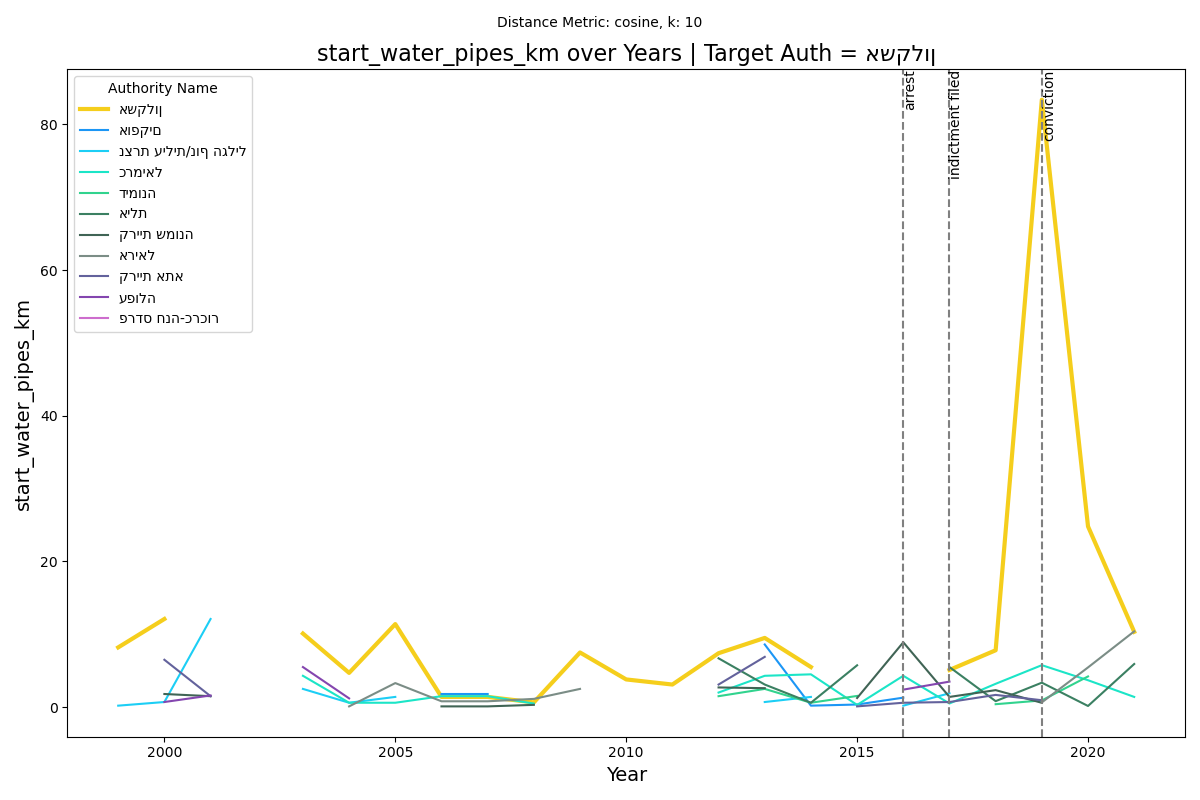 Distance Metric: cosine, k: 10
start_water_pipes_km over Years | Target Auth = אשקלון
Authority Name
אשקלון
אופקים
נצרת עילית/נוף הגליל
כרמיאל
דימונה
אילת
קריית שמונה
אריאל
קריית אתא
עפולה
פרדס חנה-כרכור
arrest
indictment filed
conviction
start_water_pipes_km
80
60
40
20
0
2000
2005
2010
2015
2020
Year